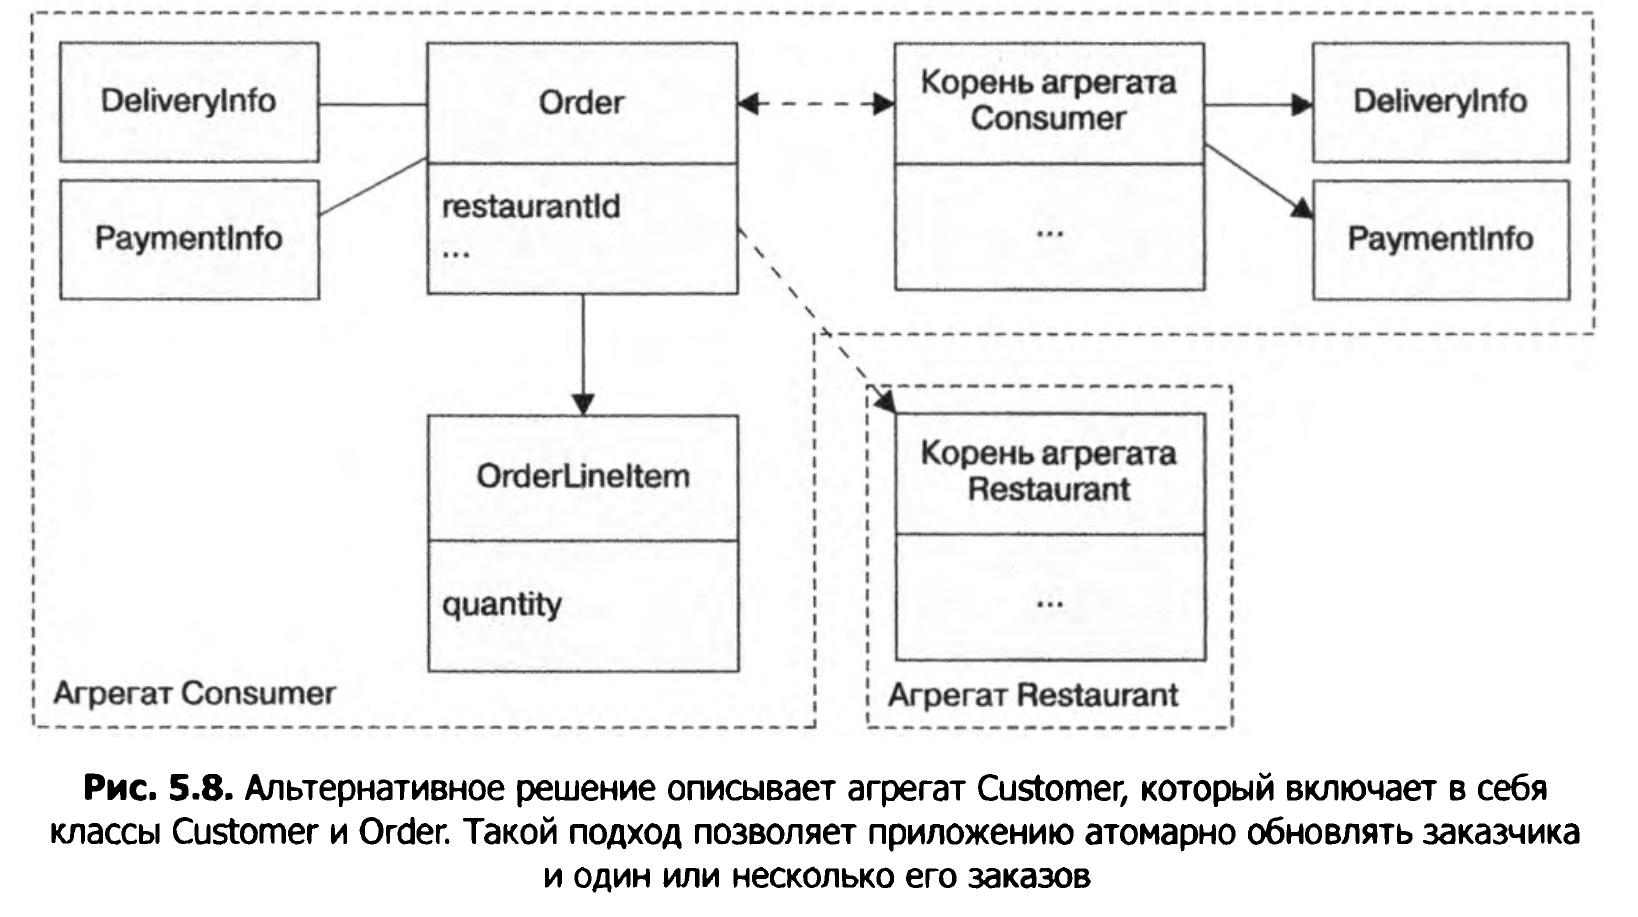 DeliveryInfo
PaymentInfo
Order
restaurantId
...
Корень агрегата
Consumer
...
DeliveryInfo
PaymentInfo
OrderLineItem
quantity
Корень агрегата
Restaurant
...
Агрегат Consumer
Агрегат Restaurant
Рис. 5.8. Альтернативное решение описывает агрегат Customer, который включает в себя
классы Customer и Order. Такой подход позволяет приложению атомарно обновлять заказчика
и один или несколько его заказов